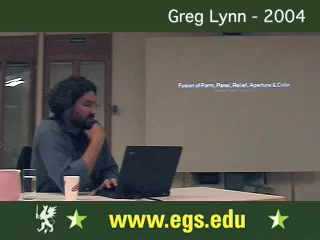 Greg Lynn - 2004
Fusion of Form, Panel, Relief, Aperture & Color
www.egs.edu